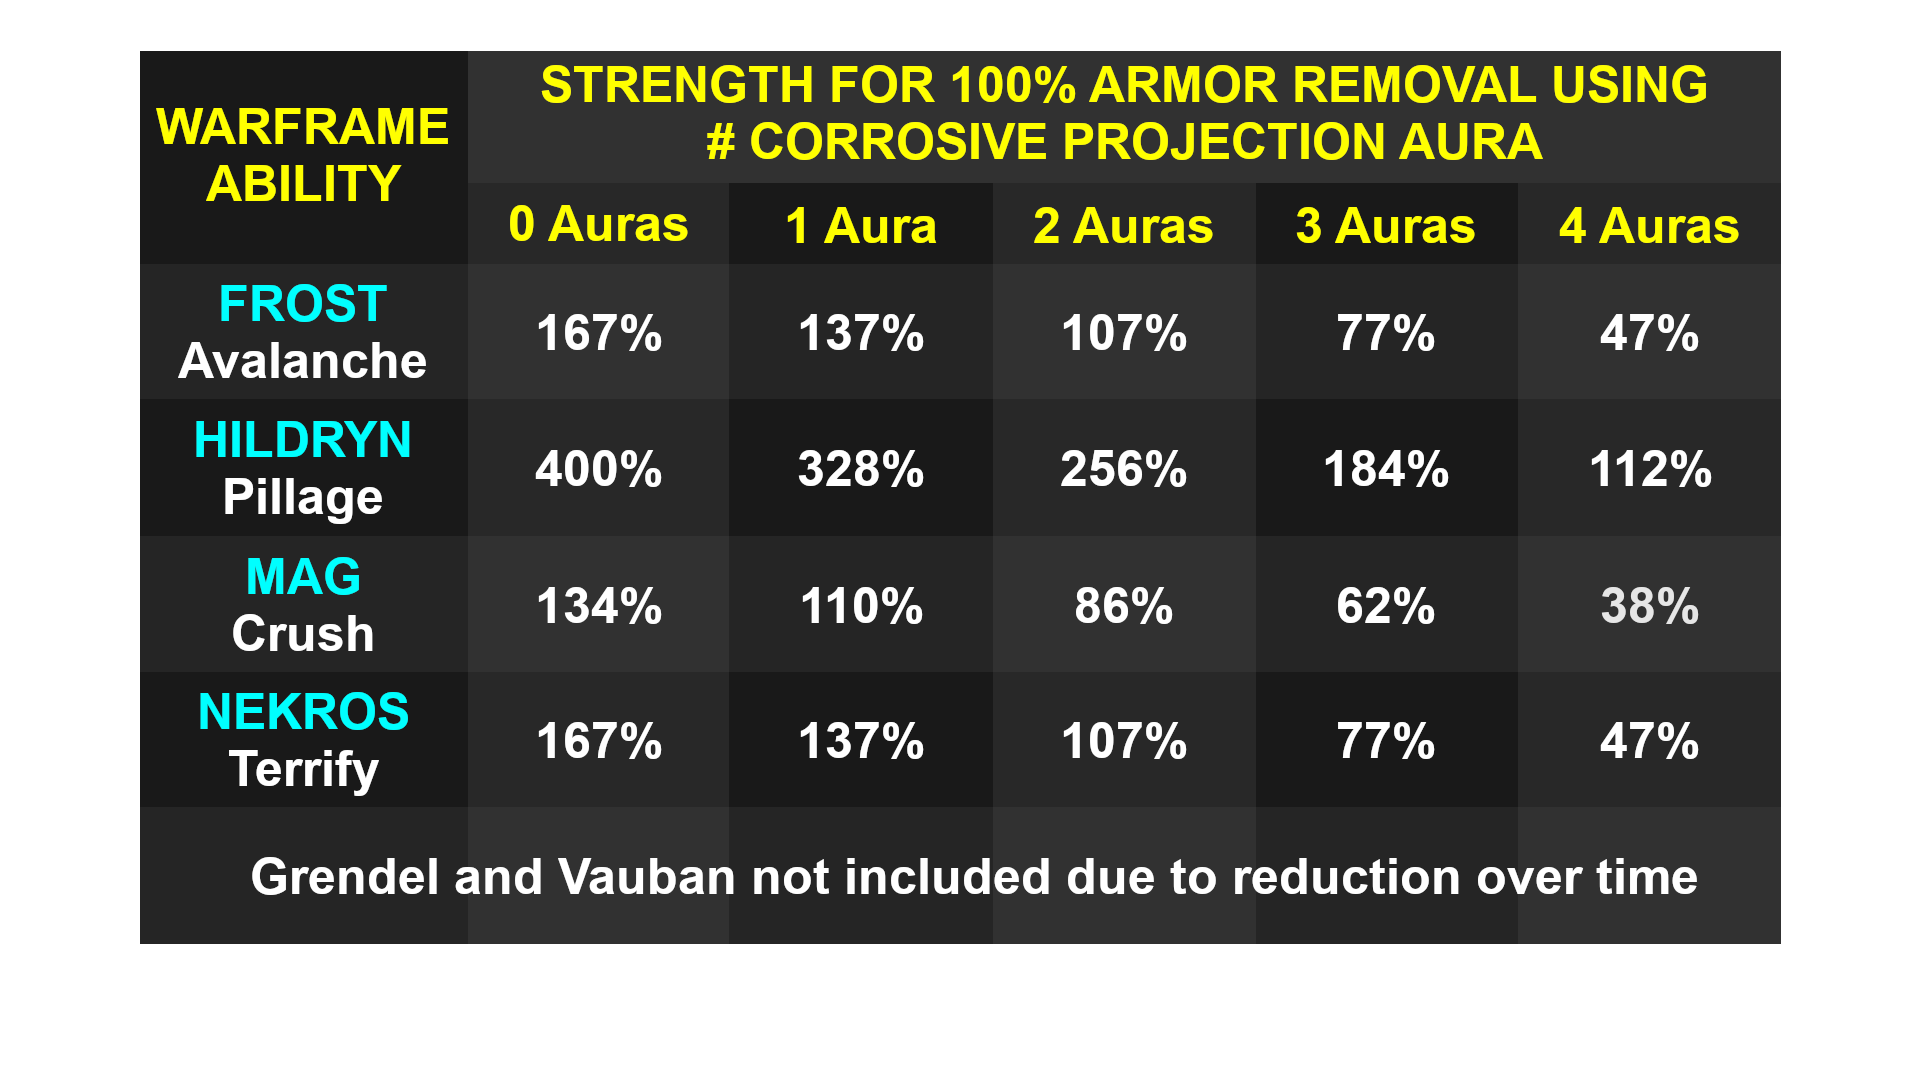 WARFRAME
ABILITY
STRENGTH FOR 100% ARMOR REMOVAL USING
# CORROSIVE PROJECTION AURA
0 Auras 1 Aura 2 Auras 3 Auras 4 Auras
FROST
Avalanche
167% 137% 107% 77% 47%
HILDRYN
Pillage
400% 328% 256% 184% 112%
MAG
Crush
134% 110% 86% 62% 38%
NEKROS
Terrify
167% 137% 107% 77% 47%
Grendel and Vauban not included due to reduction over time